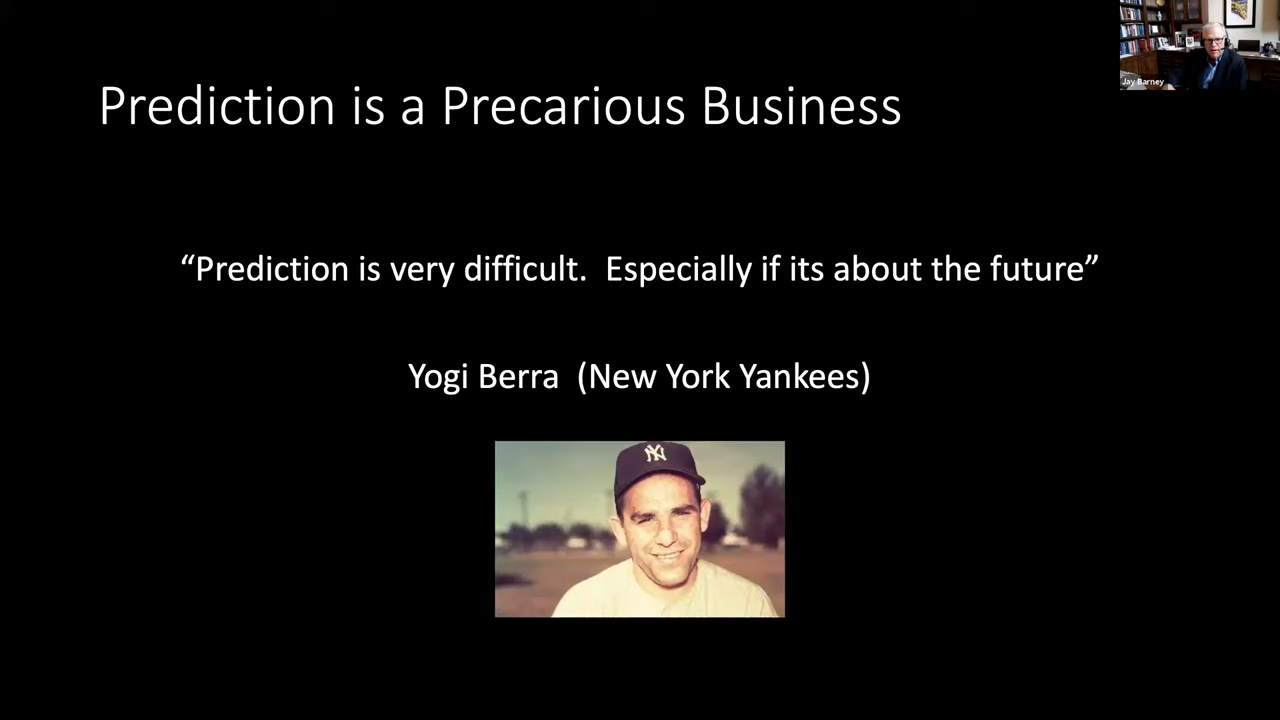 Jay Barney
Prediction is a Precarious Business
“Prediction is very difficult.  Especially if its about the future”
Yogi Berra  (New York Yankees)
NY